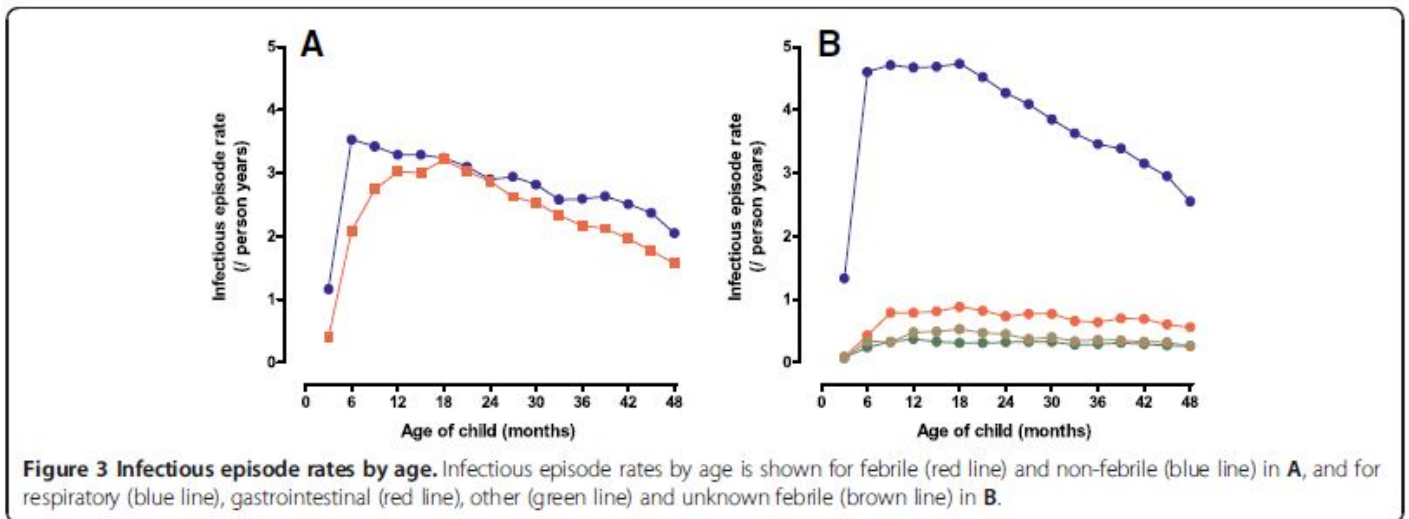 A
5
4
3
2
1
0
Infectious episode rate
(/ person years)
0 6 12 18 24 30 36 42 48
Age of child (months)
B
5
4
3
2
1
0
Infectious episode rate
(/ person years)
0 6 12 18 24 30 36 42 48
Age of child (months)
Figure 3 Infectious episode rates by age. Infectious episode rates by age is shown for febrile (red line) and non-febrile (blue line) in A, and for
respiratory (blue line), gastrointestinal (red line), other (green line) and unknown febrile (brown line) in B.